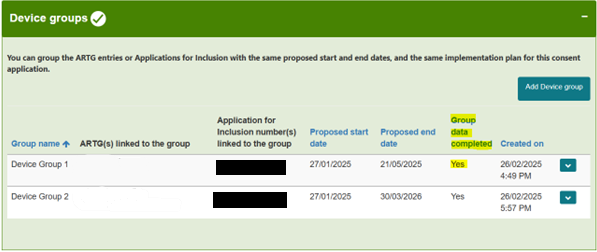 Device groups
You can group the ARTG entries or Applications for Inclusion with the same proposed start and end dates, and the same implementation plan for this consent
application.
Add Device group
Group name ARTG(s) linked to the group Application for Inclusion number(s) linked to the group Proposed start date Proposed end date Group data completed Created on
Device Group 1 27/01/2025 21/05/2025 Yes 26/02/2025 4:49 PM
Device Group 2 27/01/2025 30/03/2026 Yes 26/02/2025 5:57 PM